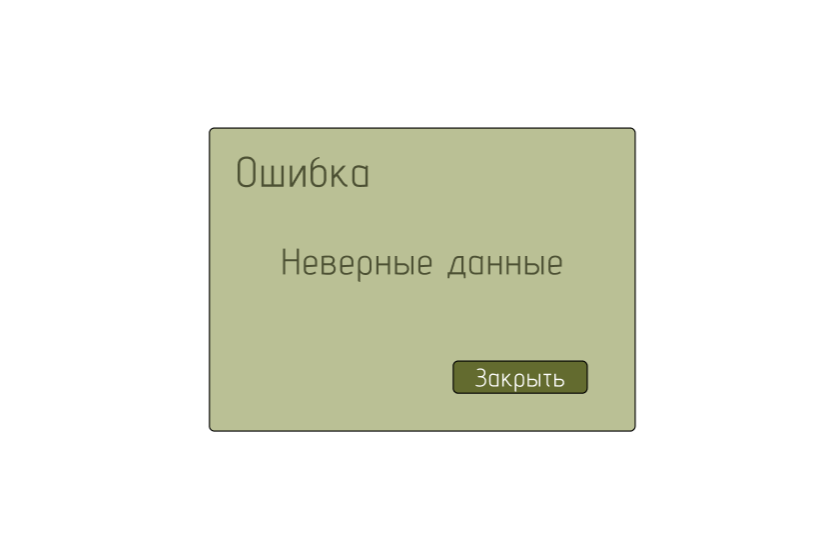 Ошибка
Неверные данные
Закрыть